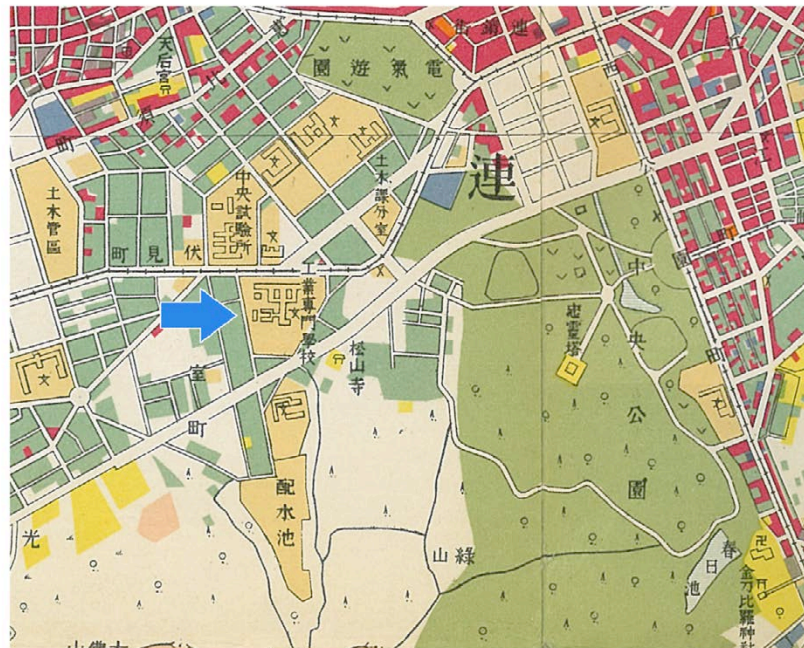 連鎖街
電氣遊園
天后宮
連
土木課分室
中央試驗所
土木管區
伏見町
工業專門學校
中央公園
忠靈塔
松山寺
室町
配水池
綠山
春日池
光
金刀比羅神社